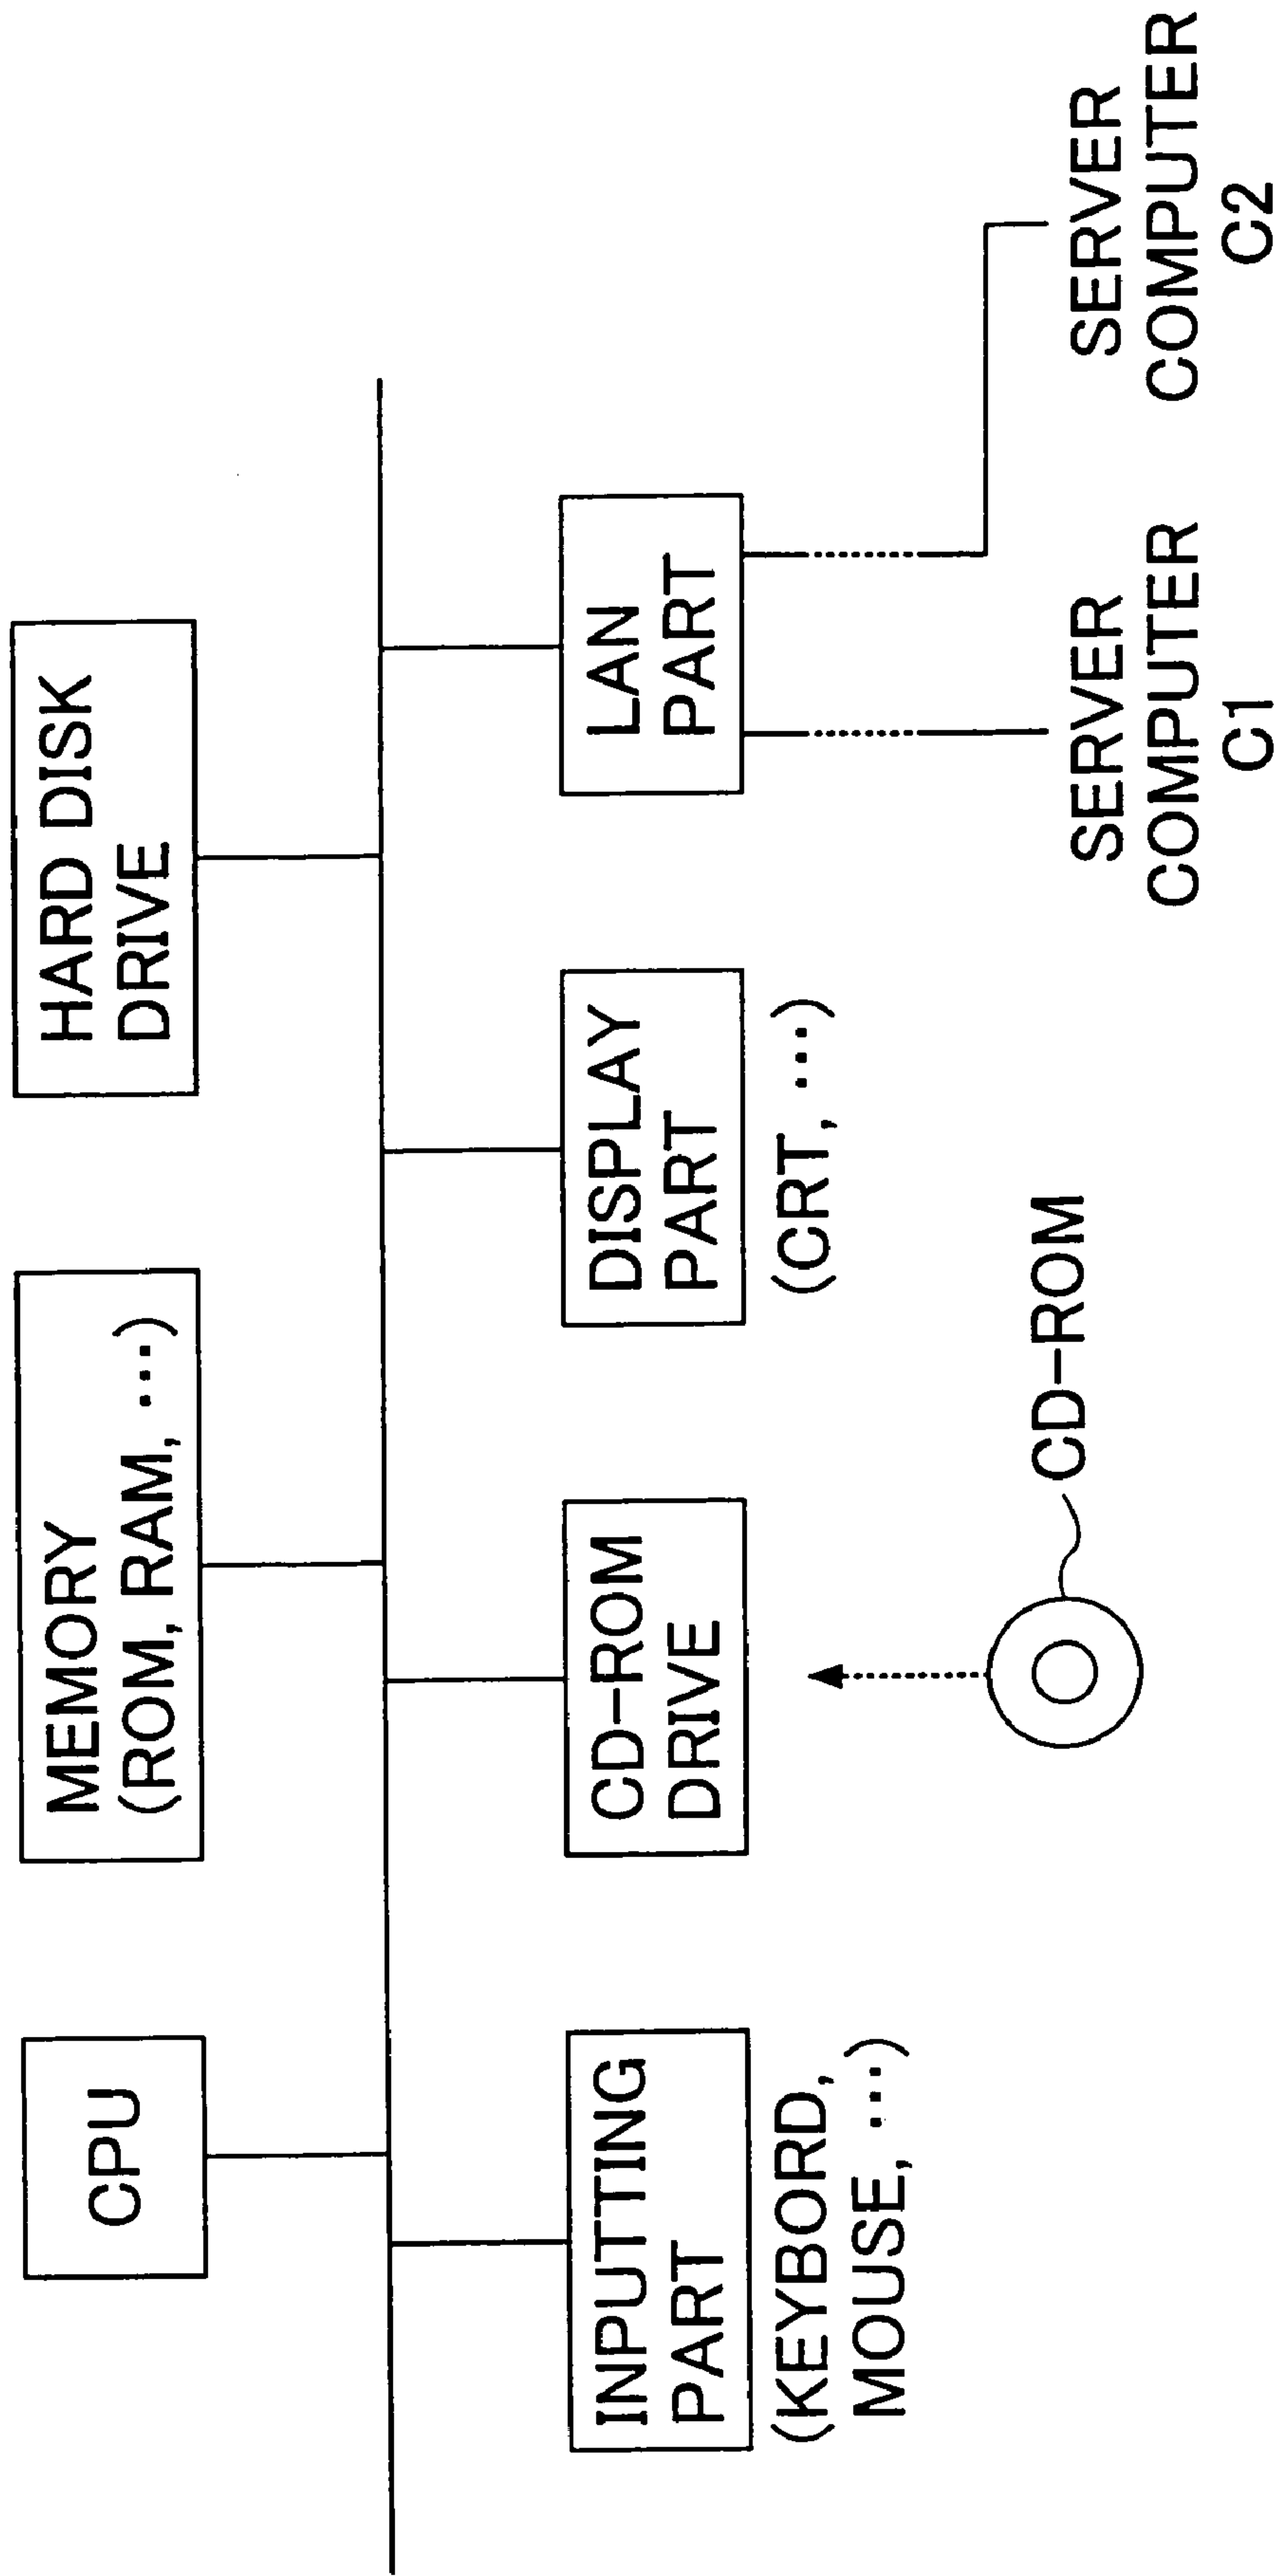 CPU
MEMORY
(ROM, RAM, ···)
HARD DISK
DRIVE
INPUTTING
PART
(KEYBORD,
MOUSE, ···)
CD-ROM
DRIVE
DISPLAY
PART
(CRT, ···)
LAN
PART
CD-ROM
SERVER
COMPUTER
C1
SERVER
COMPUTER
C2